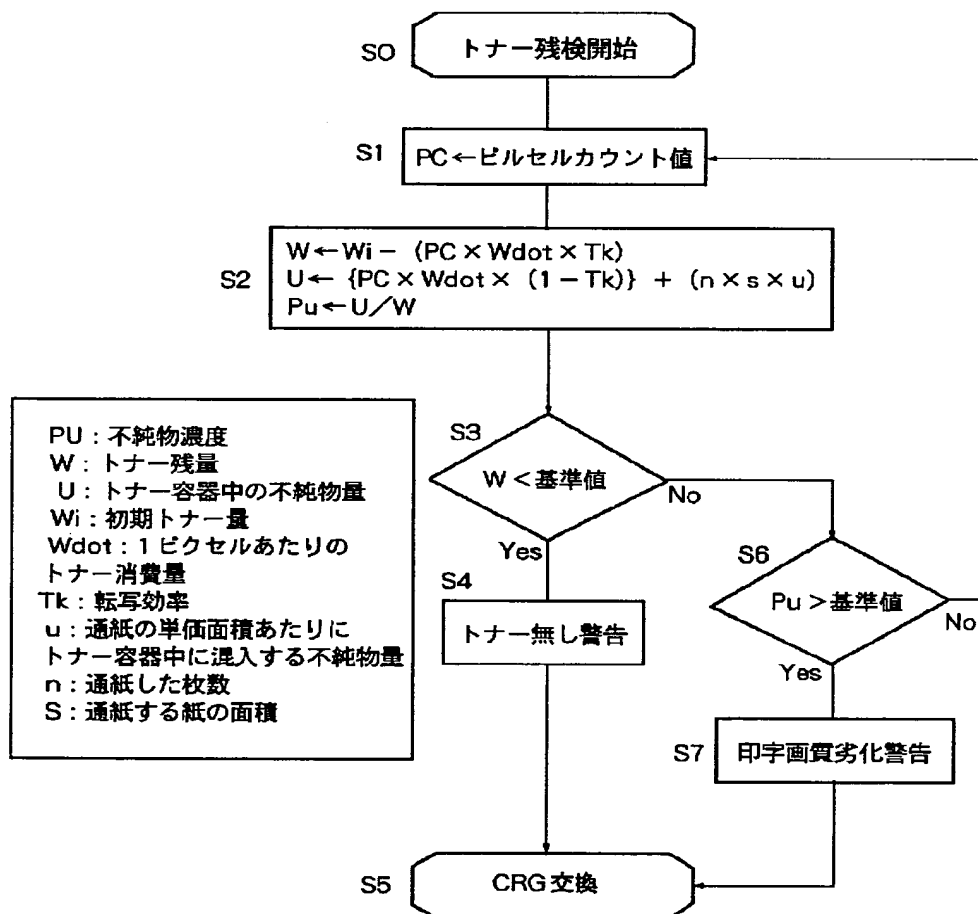 S0
トナー残検開始
S1
PC←ピルセルカウント値
S2
W←Wi－（PC×Wdot×Tk）
U←｛PC×Wdot×（1－Tk）｝＋（n×s×u）
Pu←U／W
PU：不純物濃度
W：トナー残量
U：トナー容器中の不純物量
Wi：初期トナー量
Wdot：1ピクセルあたりの
トナー消費量
Tk：転写効率
u：通紙の単価面積あたりに
トナー容器中に混入する不純物量
n：通紙した枚数
S：通紙する紙の面積
S3
W＜基準値
No
Yes
S4
トナー無し警告
S6
Pu＞基準値
No
Yes
S7
印字画質劣化警告
S5
CRG交換